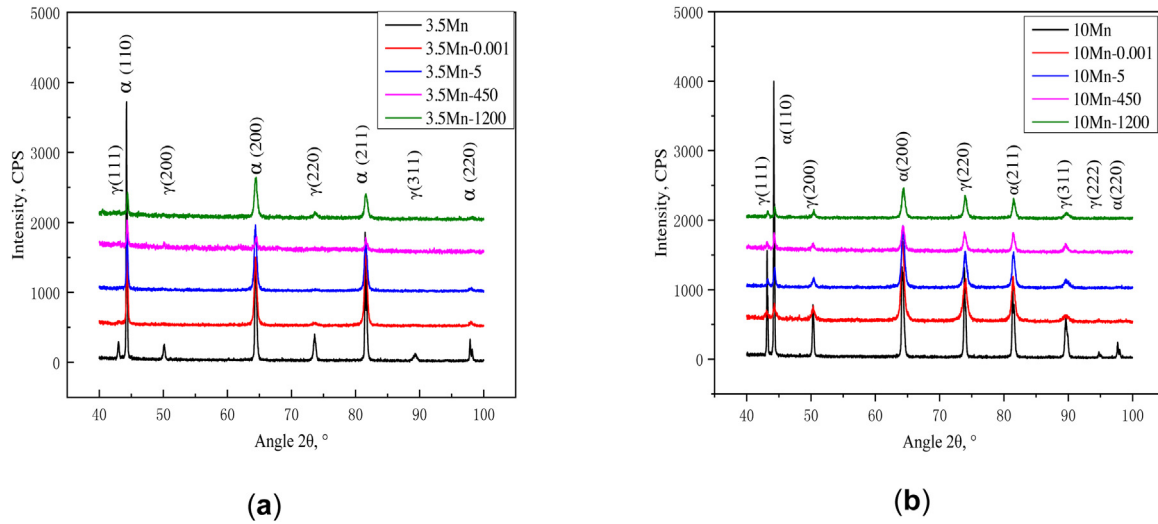 5000
4000
3000
2000
1000
0
Intensity, CPS
40 50 60 70 80 90 100
Angle 2θ, °
γ(111)
α (110)
γ(200)
α (200)
γ(220)
α (211)
γ(311)
α (220)
3.5Mn
3.5Mn-0.001
3.5Mn-5
3.5Mn-450
3.5Mn-1200
(a)
5000
4000
3000
2000
1000
0
Intensity, CPS
40 50 60 70 80 90 100
Angle 2θ, °
γ(111)
α(110)
γ(200)
α(200)
γ(220)
α(211)
γ(311)
γ(222)
α(220)
10Mn
10Mn-0.001
10Mn-5
10Mn-450
10Mn-1200
(b)